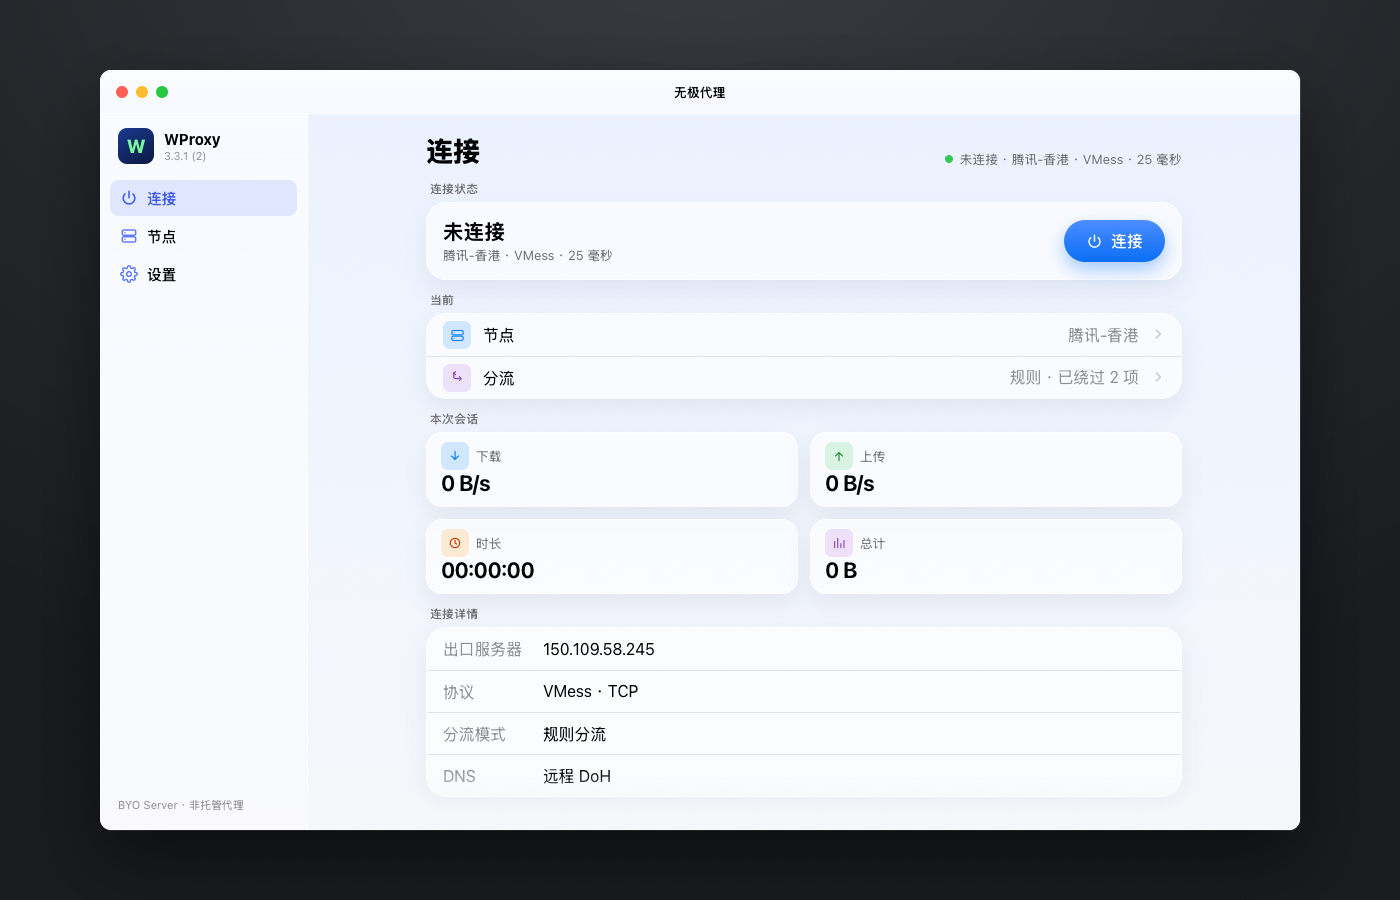 无极代理
WProxy
3.3.1 (2)
连接
节点
设置
BYO Server · 非托管代理
连接
未连接 · 腾讯-香港 · VMess · 25 毫秒
连接状态
未连接
腾讯-香港 · VMess · 25 毫秒
连接
当前
节点
腾讯-香港
分流
规则 · 已绕过 2 项
本次会话
下载
0 B/s
上传
0 B/s
时长
00:00:00
总计
0 B
连接详情
出口服务器 150.109.58.245
协议 VMess · TCP
分流模式 规则分流
DNS 远程 DoH